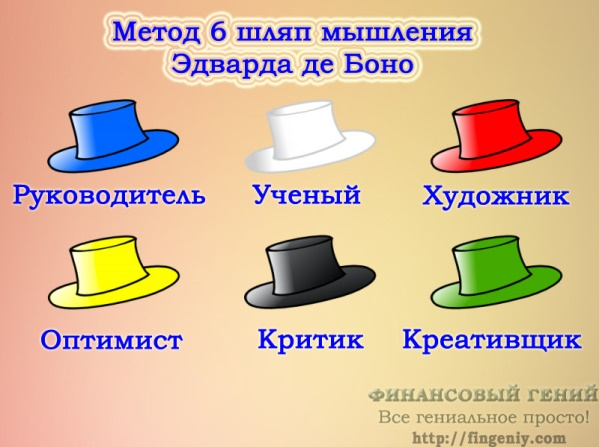 Метод 6 шляп мышления
Эдварда де Боно
Руководитель Ученый Художник
Оптимист Критик Креативщик
ФИНАНСОВЫЙ ГЕНИЙ
Все гениальное просто!
http://fingeniy.com